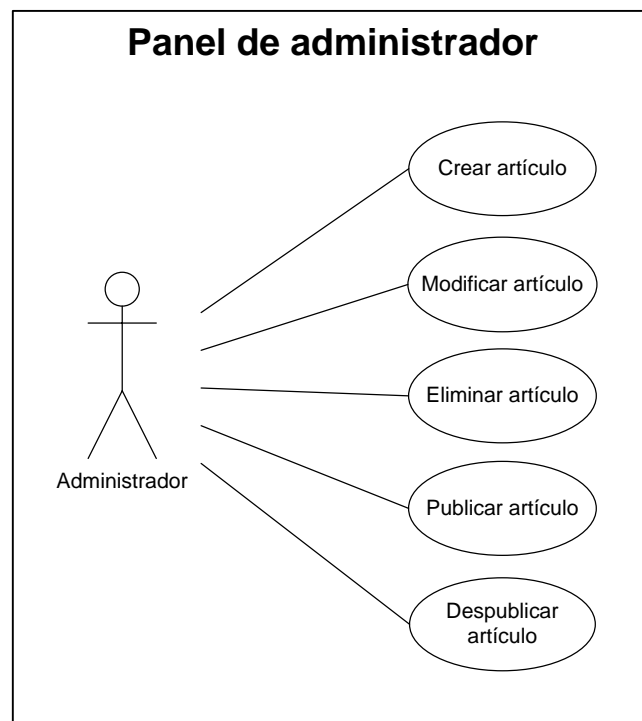 Panel de administrador
Crear artículo
Modificar artículo
Eliminar artículo
Administrador
Publicar artículo
Despublicar
artículo